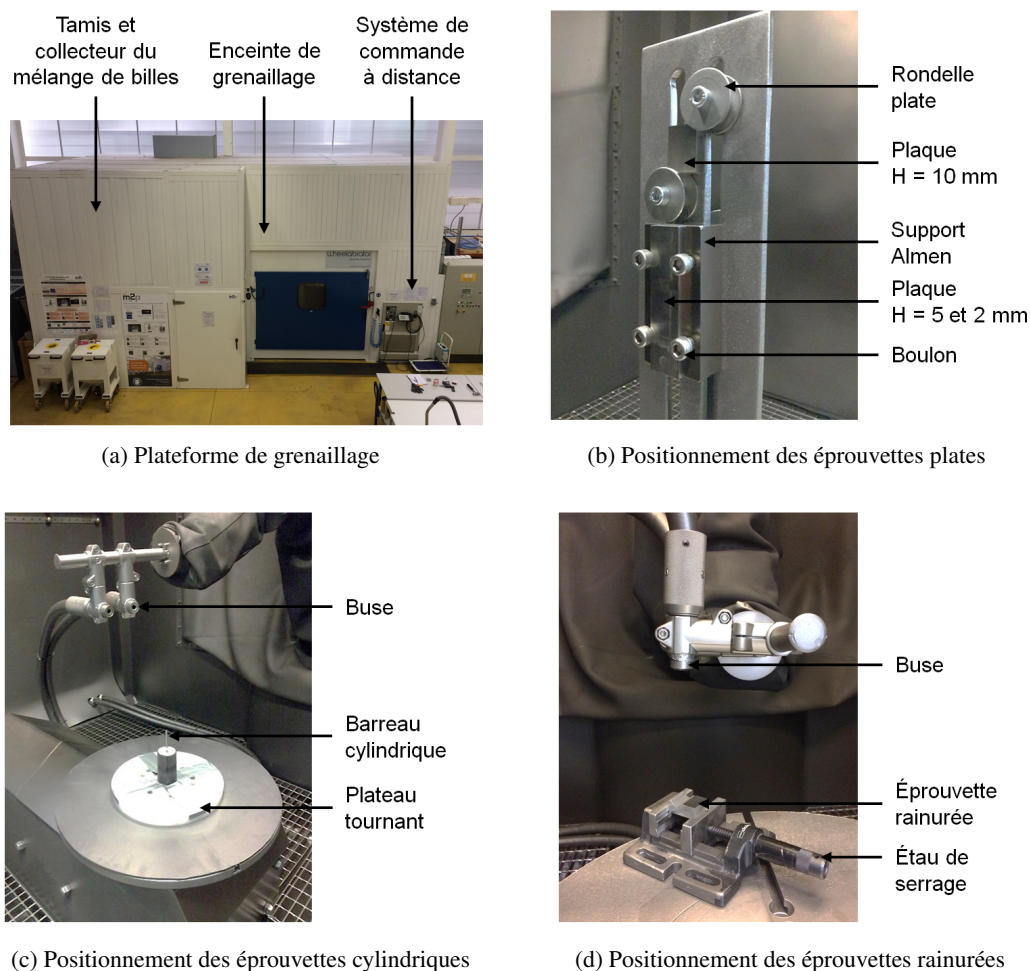 Tamis et
collecteur du
mélange de billes
Enceinte de
grenaillage
Système de
commande
à distance
wheelabrator
m2p
(a) Plateforme de grenaillage
Rondelle
plate
Plaque
H = 10 mm
Support
Almen
Plaque
H = 5 et 2 mm
Boulon
(b) Positionnement des éprouvettes plates
Buse
Barreau
cylindrique
Plateau
tournant
(c) Positionnement des éprouvettes cylindriques
Buse
Éprouvette
rainurée
Étau de
serrage
(d) Positionnement des éprouvettes rainurées